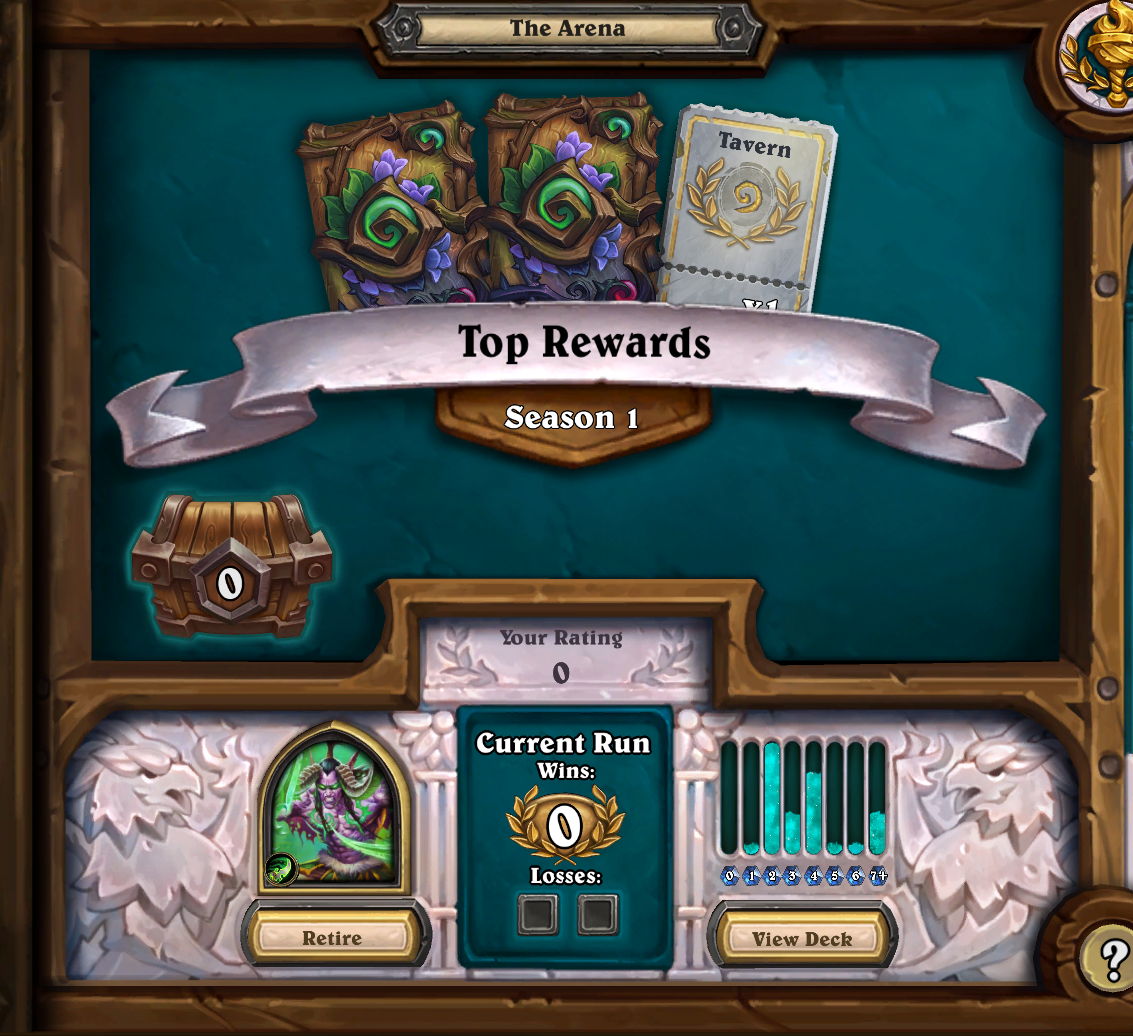 The Arena
Tavern
X1
Top Rewards
Season 1
0
Your Rating
0
Current Run
Wins:
0
Losses:
0 1 2 3 4 5 6 7+
Retire
View Deck
?